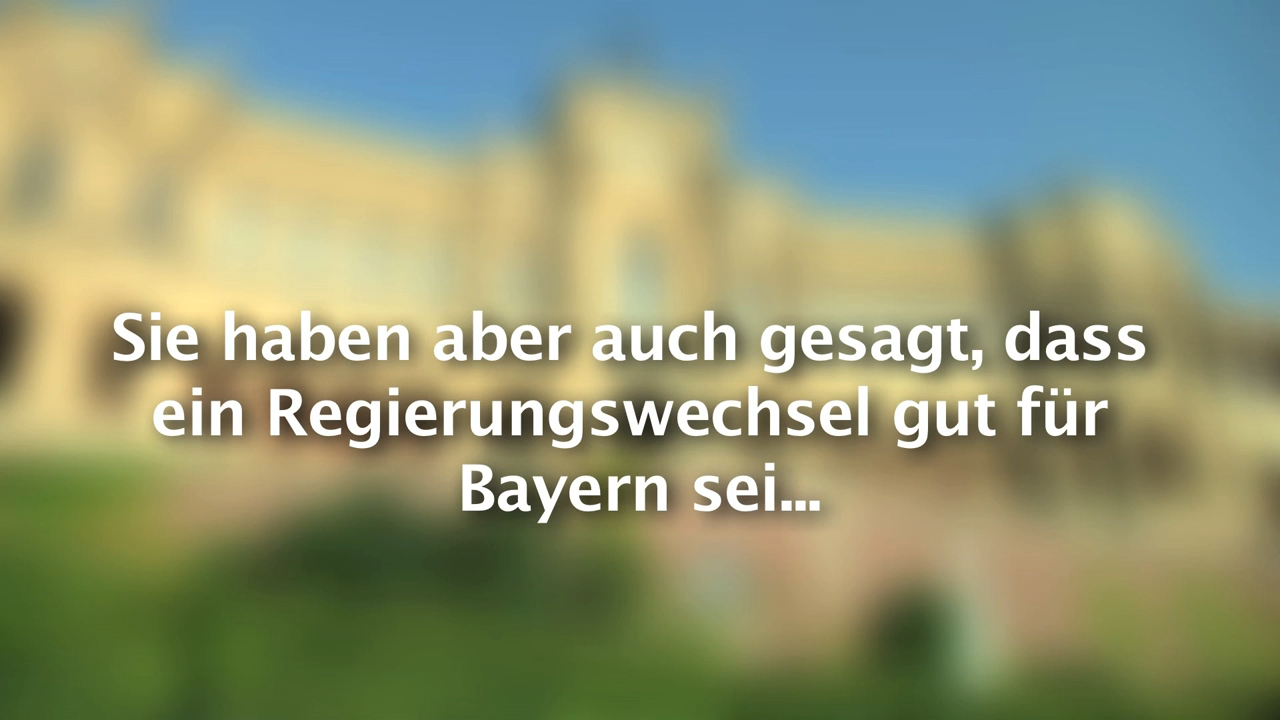 Sie haben aber auch gesagt, dass
ein Regierungswechsel gut für
Bayern sei...